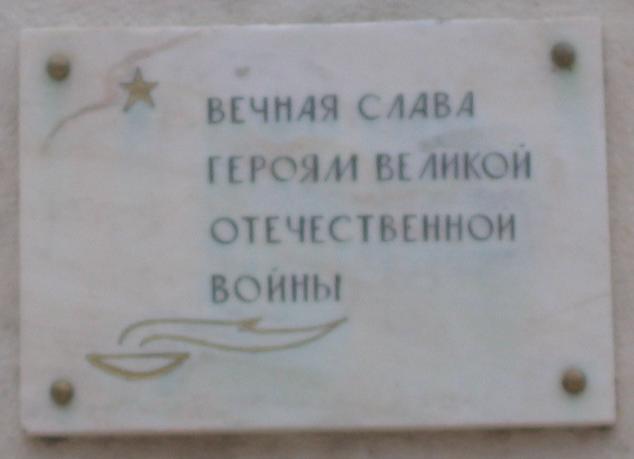 ВЕЧНАЯ СЛАВА
ГЕРОЯМ ВЕЛИКОЙ
ОТЕЧЕСТВЕННОЙ
ВОЙНЫ